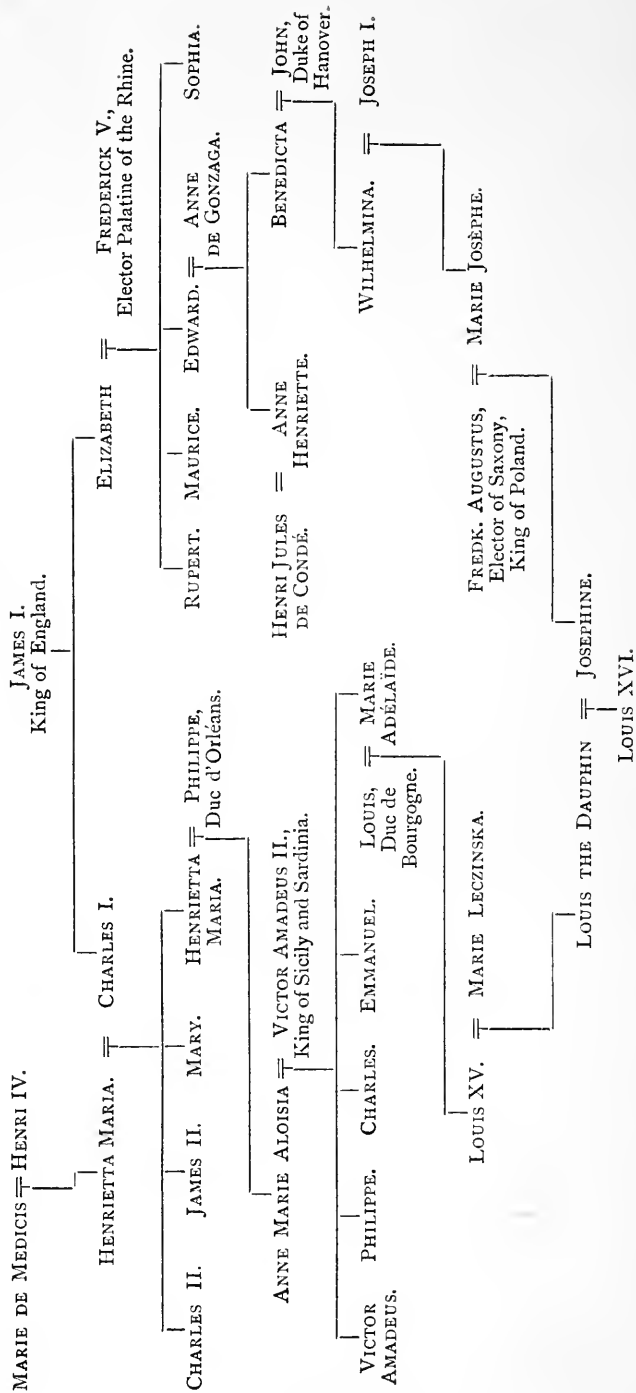 MARIE DE MEDICIS = HENRI IV.
JAMES I.
King of England.
HENRIETTA MARIA. = CHARLES I.
ELIZABETH = FREDERICK V.,
Elector Palatine of the Rhine.
CHARLES II. JAMES II. MARY. HENRIETTA MARIA. = PHILIPPE,
Duc d'Orléans.
RUPERT. MAURICE. EDWARD. = ANNE DE GONZAGA. SOPHIA.
ANNE MARIE ALOISIA = VICTOR AMADEUS II.,
King of Sicily and Sardinia.
HENRI JULES DE CONDÉ. = ANNE HENRIETTE.
BENEDICTA = JOHN,
Duke of
Hanover.
VICTOR AMADEUS. PHILIPPE. CHARLES. EMMANUEL. LOUIS,
Duc de
Bourgogne. = MARIE ADÉLAÏDE.
WILHELMINA. = JOSEPH I.
LOUIS XV. = MARIE LECZINSKA.
FREDK. AUGUSTUS,
Elector of Saxony,
King of Poland. = MARIE JOSÈPHE.
LOUIS THE DAUPHIN = JOSEPHINE.
LOUIS XVI.